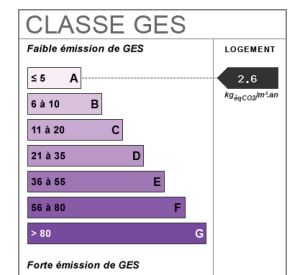 CLASSE GES
Faible émission de GES
LOGEMENT
≤ 5 A
2.6
kgéqCO2/m².an
6 à 10 B
11 à 20 C
21 à 35 D
36 à 55 E
56 à 80 F
> 80 G
Forte émission de GES